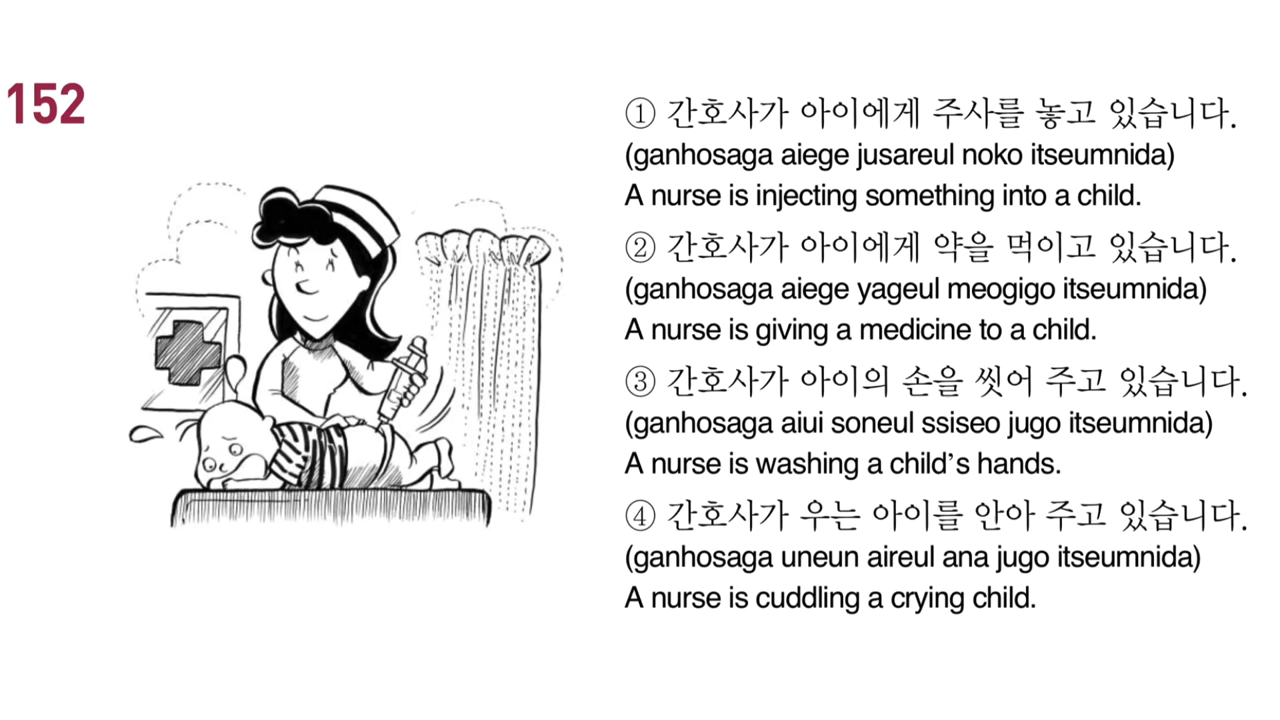 152
① 간호사가 아이에게 주사를 놓고 있습니다.
(ganhosaga aiege jusareul noko itseumnida)
A nurse is injecting something into a child.
② 간호사가 아이에게 약을 먹이고 있습니다.
(ganhosaga aiege yageul meogigo itseumnida)
A nurse is giving a medicine to a child.
③ 간호사가 아이의 손을 씻어 주고 있습니다.
(ganhosaga aiui soneul ssiseo jugo itseumnida)
A nurse is washing a child’s hands.
④ 간호사가 우는 아이를 안아 주고 있습니다.
(ganhosaga uneun aireul ana jugo itseumnida)
A nurse is cuddling a crying child.